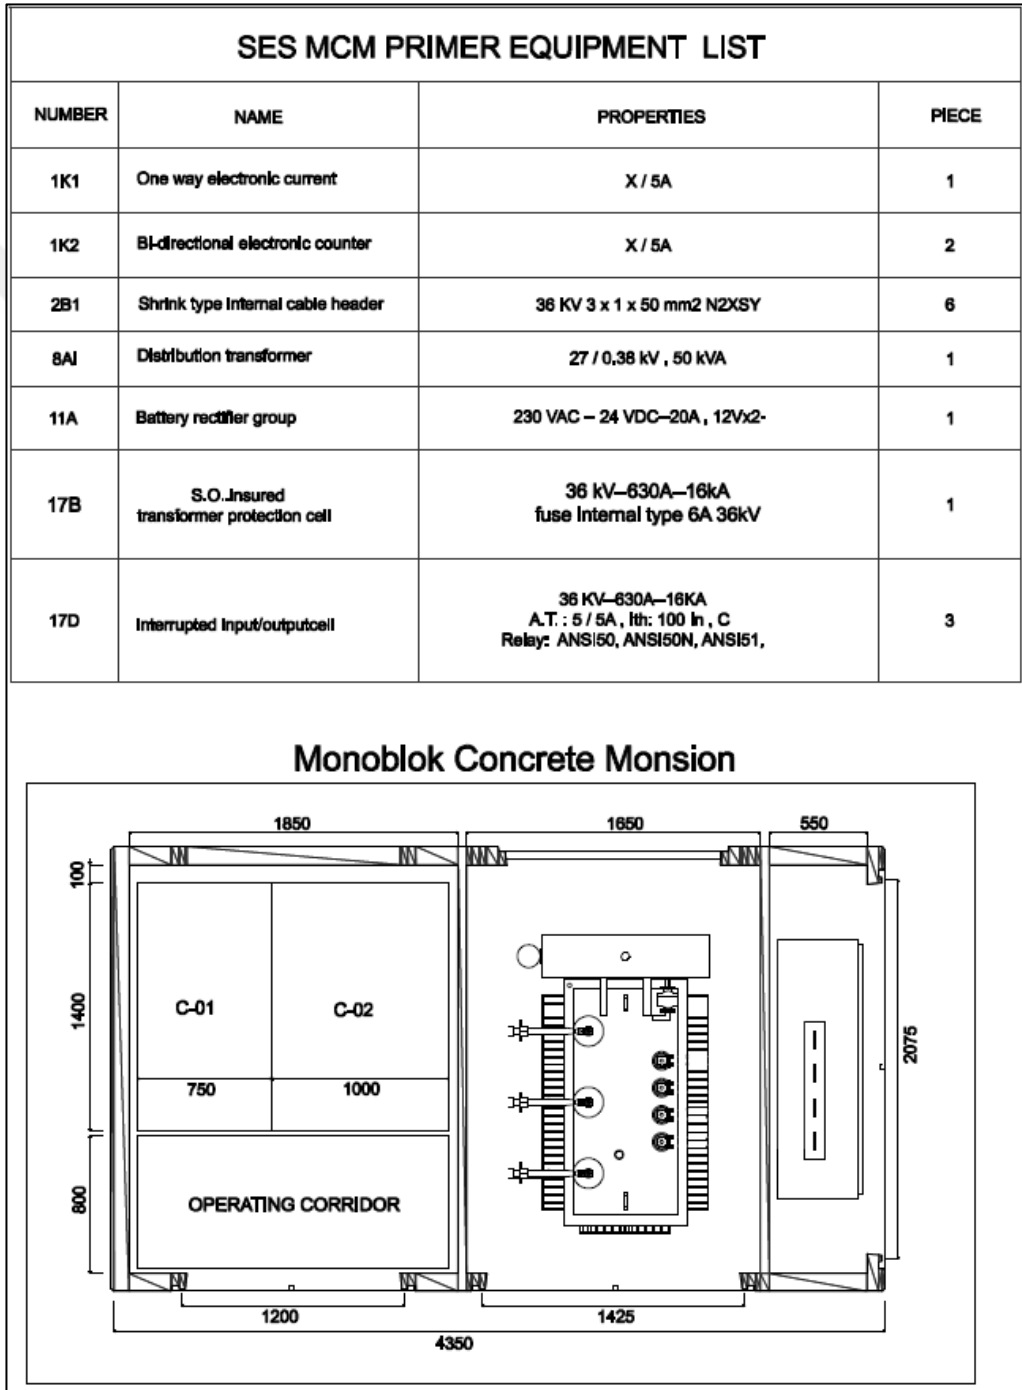 SES MCM PRIMER EQUIPMENT LIST
NUMBER NAME PROPERTIES PIECE
1K1 One way electronic current X / 5A 1
1K2 Bi-directional electronic counter X / 5A 2
2B1 Shrink type internal cable header 36 KV 3 x 1 x 50 mm2 N2XSY 6
8AI Distribution transformer 27 / 0.38 kV , 50 kVA 1
11A Battery rectifier group 230 VAC – 24 VDC–20A , 12Vx2- 1
17B S.O..Insured transformer protection cell 36 kV–630A–16kA fuse internal type 6A 36kV 1
17D Interrupted input/outputcell 36 KV–630A–16KA A.T. : 5 / 5A , Ith: 100 In , C Relay: ANSI50, ANSI50N, ANSI51, 3
Monoblok Concrete Monsion
1850 1650 550
100
C-01 C-02
1400
2075
750 1000
800
OPERATING CORRIDOR
1200 1425
4350